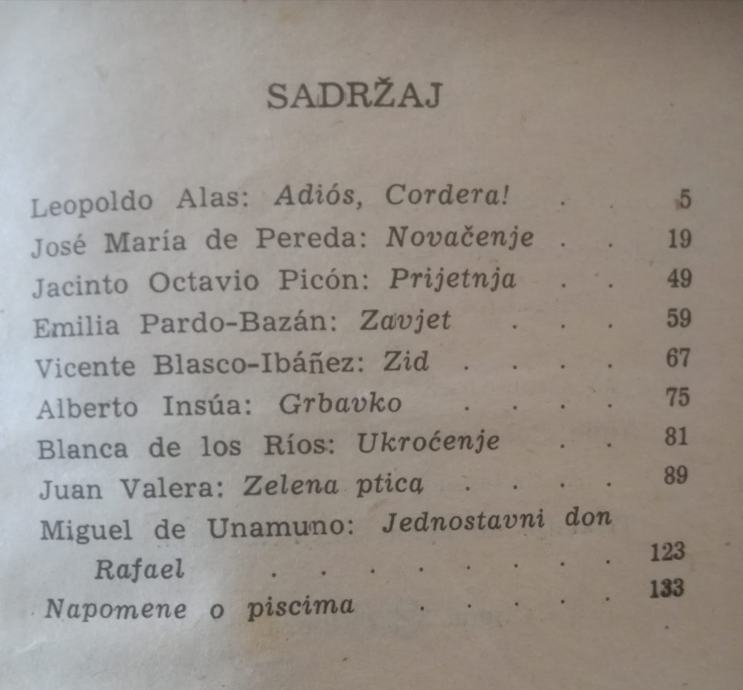 SADRŽAJ
Leopoldo Alas: Adiós, Cordera! . . 5
José María de Pereda: Novačenje . . 19
Jacinto Octavio Picón: Prijetnja . . 49
Emilia Pardo-Bazán: Zavjet . . . 59
Vicente Blasco-Ibáñez: Zid . . . . 67
Alberto Insúa: Grbavko . . . . 75
Blanca de los Ríos: Ukroćenje . . 81
Juan Valera: Zelena ptica . . . . 89
Miguel de Unamuno: Jednostavni don
Rafael . . . . . . . . 123
Napomene o piscima . . . . . 133